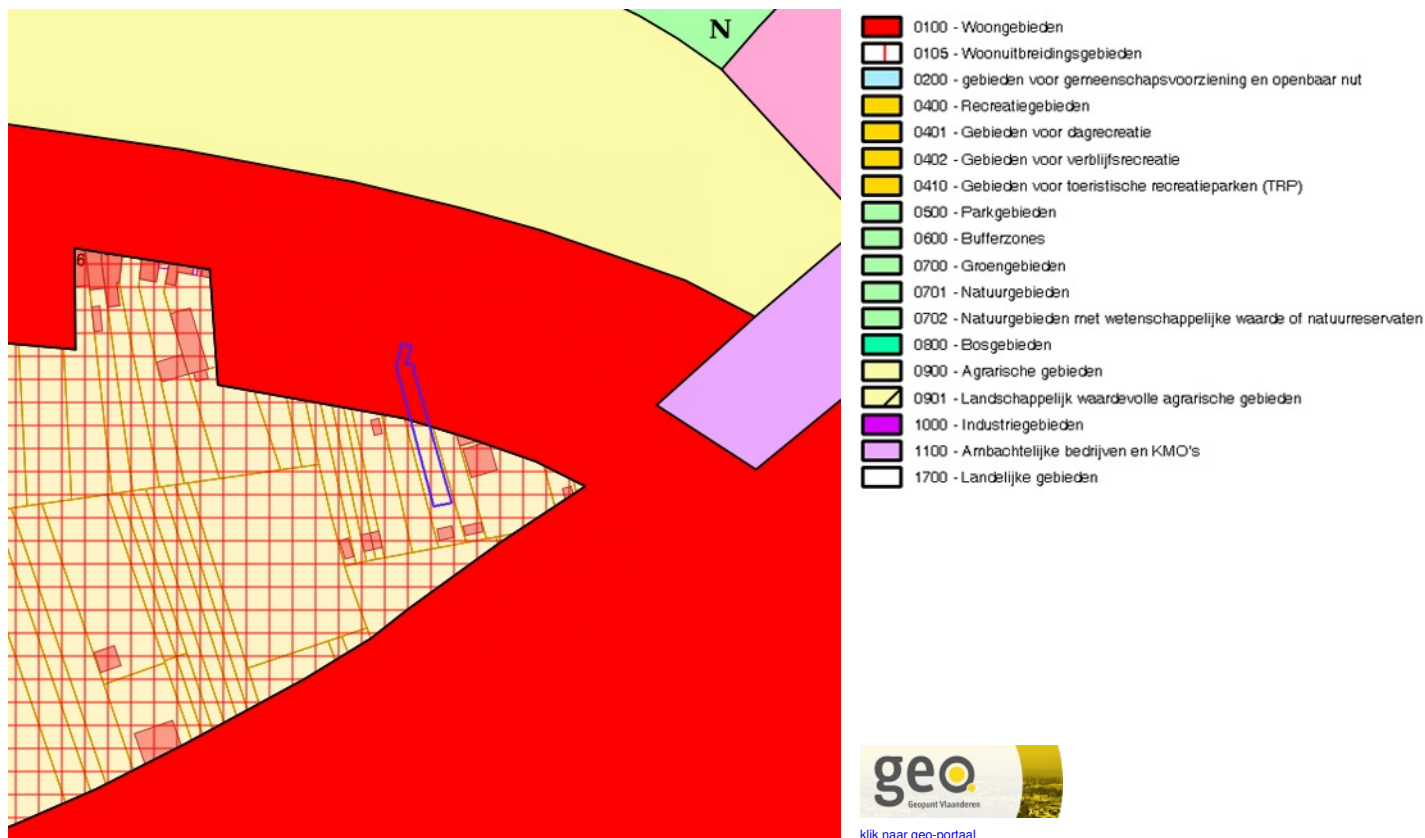 N
6
0100 - Woongebieden
0105 - Woonuitbreidingsgebieden
0200 - gebieden voor gemeenschapsvoorziening en openbaar nut
0400 - Recreatiegebieden
0401 - Gebieden voor dagrecreatie
0402 - Gebieden voor verblijfsrecreatie
0410 - Gebieden voor toeristische recreatieparken (TRP)
0500 - Parkgebieden
0600 - Bufferzones
0700 - Groengebieden
0701 - Natuurgebieden
0702 - Natuurgebieden met wetenschappelijke waarde of natuurreservaten
0800 - Bosgebieden
0900 - Agrarische gebieden
0901 - Landschappelijk waardevolle agrarische gebieden
1000 - Industriegebieden
1100 - Ambachtelijke bedrijven en KMO's
1700 - Landelijke gebieden
geo
Geopunt Vlaanderen
klik naar geo-portaal